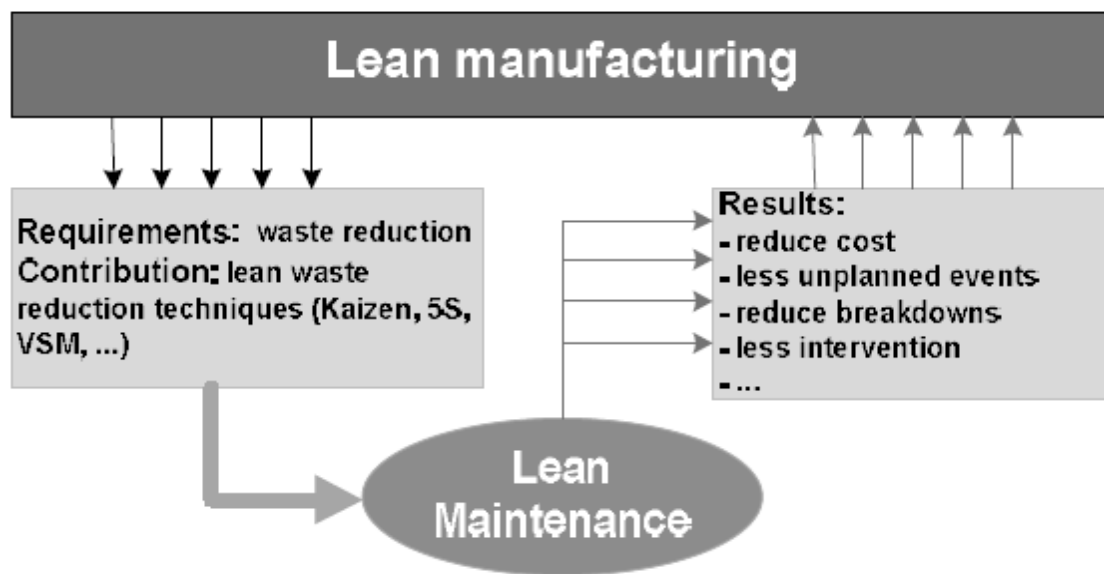 Lean manufacturing
Requirements: waste reduction
Contribution: lean waste
reduction techniques (Kaizen, 5S,
VSM, ...)
Results:
- reduce cost
- less unplanned events
- reduce breakdowns
- less intervention
- ...
Lean
Maintenance